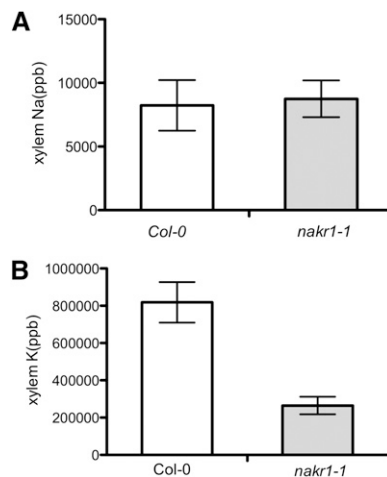 A
15000
10000
5000
0
xylem Na(ppb)
Col-0
nakr1-1
B
1000000
800000
600000
400000
200000
0
xylem K(ppb)
Col-0
nakr1-1